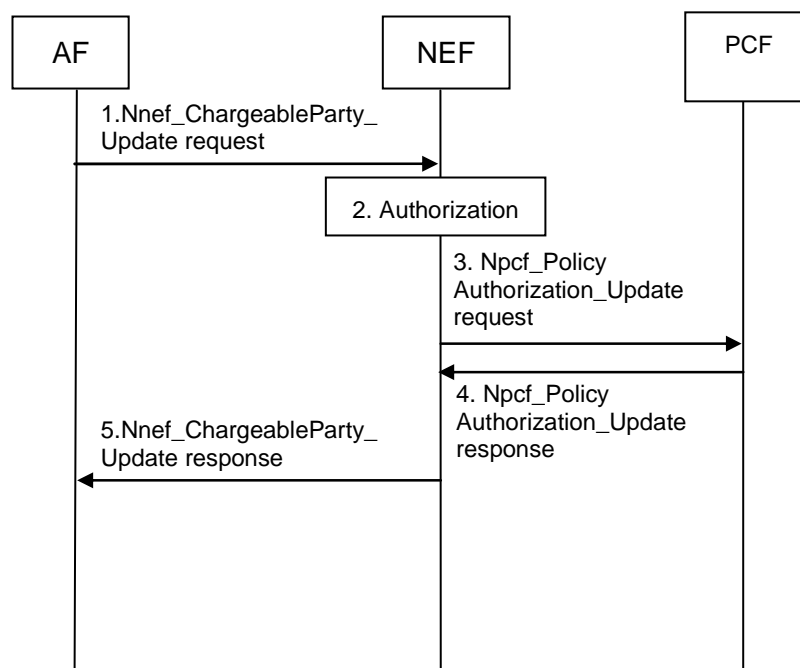 AF
NEF
PCF
1.Nnef_ChargeableParty_
Update request
2. Authorization
3. Npcf_Policy
Authorization_Update
request
4. Npcf_Policy
Authorization_Update
response
5.Nnef_ChargeableParty_
Update response